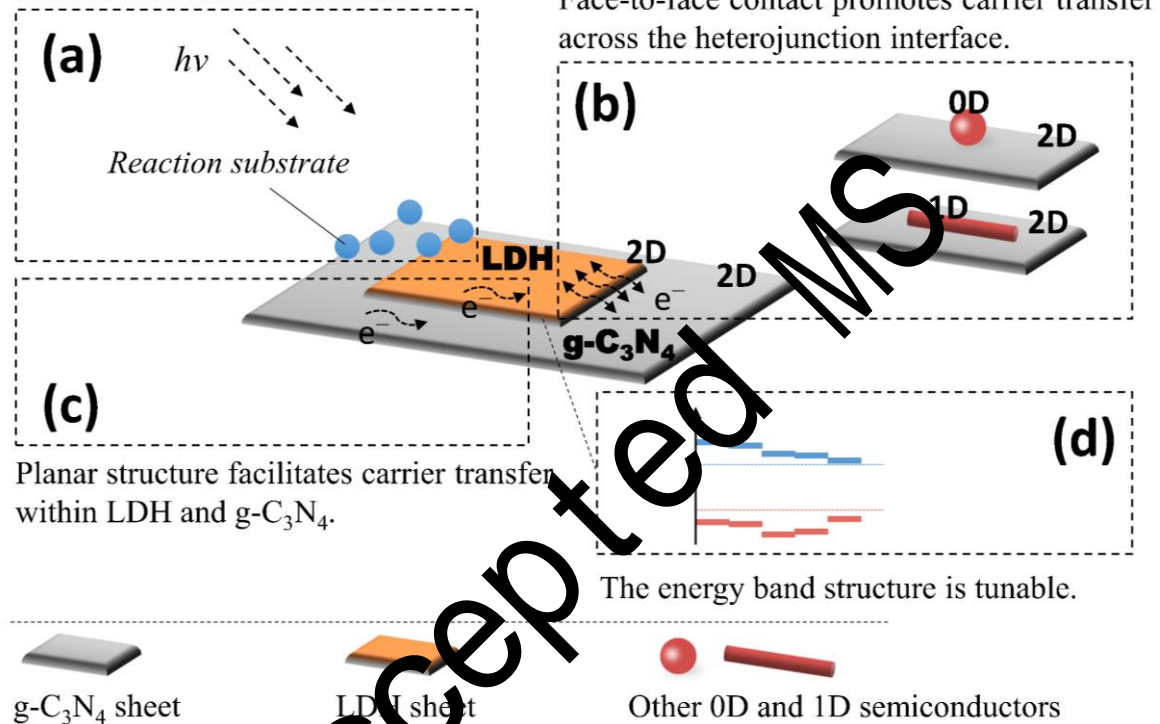 Face-to-face contact promotes carrier transfer
across the heterojunction interface.
(a)
hv
Reaction substrate
(b)
0D
2D
1D
2D
LDH
2D
2D
e⁻
e⁻
e⁻
g-C₃N₄
(c)
Planar structure facilitates carrier transfer
within LDH and g-C₃N₄.
(d)
The energy band structure is tunable.
g-C₃N₄ sheet
LDH sheet
Other 0D and 1D semiconductors
cepted MS